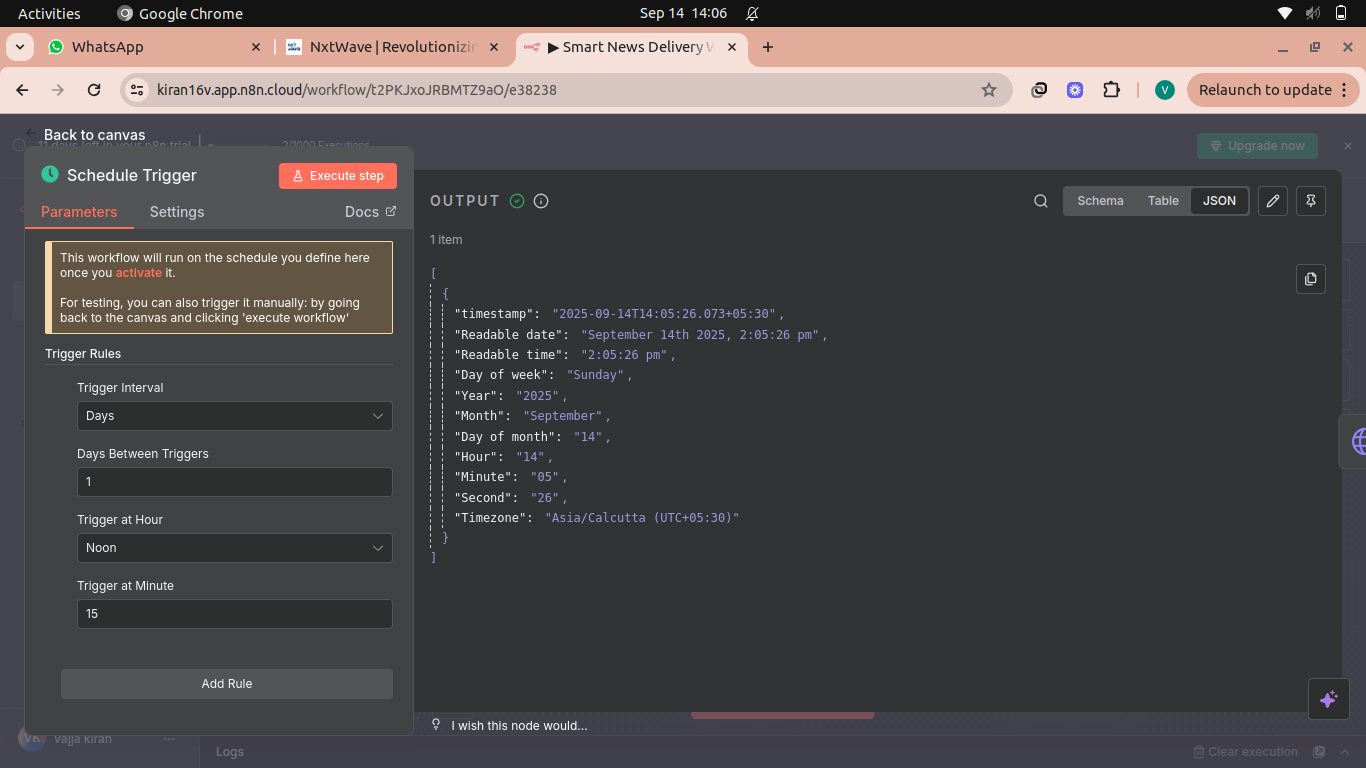 Activities
Google Chrome
Sep 14 14:06
WhatsApp
NxtWave | Revolutionizi
▶ Smart News Delivery W
kiran16v.app.n8n.cloud/workflow/t2PKJxoJRBMTZ9aO/e38238
V
Relaunch to update
Back to canvas
11 days left in your n8n trial
2/1000 Executions
Upgrade now
Schedule Trigger
Execute step
Parameters
Settings
Docs
This workflow will run on the schedule you define here
once you activate it.
For testing, you can also trigger it manually: by going
back to the canvas and clicking 'execute workflow'
Trigger Rules
Trigger Interval
Days
Days Between Triggers
1
Trigger at Hour
Noon
Trigger at Minute
15
Add Rule
OUTPUT
Schema
Table
JSON
1 item
[
{
"timestamp": "2025-09-14T14:05:26.073+05:30",
"Readable date": "September 14th 2025, 2:05:26 pm",
"Readable time": "2:05:26 pm",
"Day of week": "Sunday",
"Year": "2025",
"Month": "September",
"Day of month": "14",
"Hour": "14",
"Minute": "05",
"Second": "26",
"Timezone": "Asia/Calcutta (UTC+05:30)"
}
]
I wish this node would...
VK
vajja kiran
Logs
Clear execution